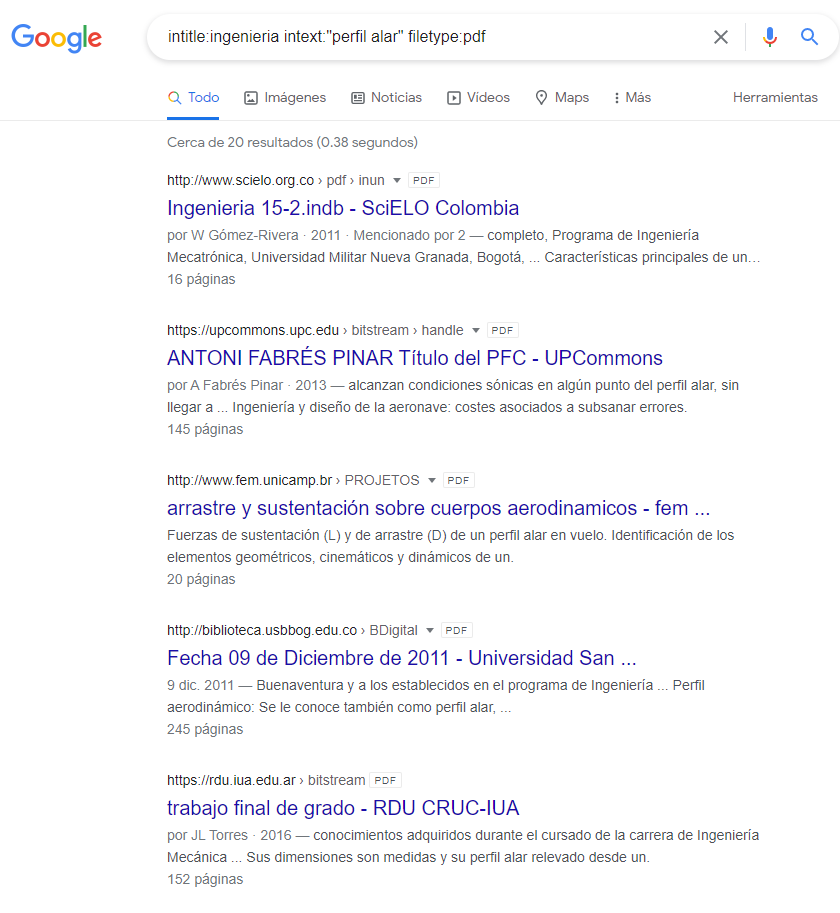 Google
intitle:ingenieria intext:"perfil alar" filetype:pdf
Todo Imágenes Noticias Vídeos Maps Más Herramientas
Cerca de 20 resultados (0.38 segundos)
http://www.scielo.org.co › pdf › inun PDF
Ingenieria 15-2.indb - SciELO Colombia
por W Gómez-Rivera · 2011 · Mencionado por 2 — completo, Programa de Ingeniería
Mecatrónica, Universidad Militar Nueva Granada, Bogotá, ... Características principales de un…
16 páginas
https://upcommons.upc.edu › bitstream › handle PDF
ANTONI FABRÉS PINAR Título del PFC - UPCommons
por A Fabrés Pinar · 2013 — alcanzan condiciones sónicas en algún punto del perfil alar, sin
llegar a ... Ingeniería y diseño de la aeronave: costes asociados a subsanar errores.
145 páginas
http://www.fem.unicamp.br › PROJETOS PDF
arrastre y sustentación sobre cuerpos aerodinamicos - fem ...
Fuerzas de sustentación (L) y de arrastre (D) de un perfil alar en vuelo. Identificación de los
elementos geométricos, cinemáticos y dinámicos de un.
20 páginas
http://biblioteca.usbbog.edu.co › BDigital PDF
Fecha 09 de Diciembre de 2011 - Universidad San ...
9 dic. 2011 — Buenaventura y a los establecidos en el programa de Ingeniería ... Perfil
aerodinámico: Se le conoce también como perfil alar, ...
245 páginas
https://rdu.iua.edu.ar › bitstream PDF
trabajo final de grado - RDU CRUC-IUA
por JL Torres · 2016 — conocimientos adquiridos durante el cursado de la carrera de Ingeniería
Mecánica ... Sus dimensiones son medidas y su perfil alar relevado desde un.
152 páginas